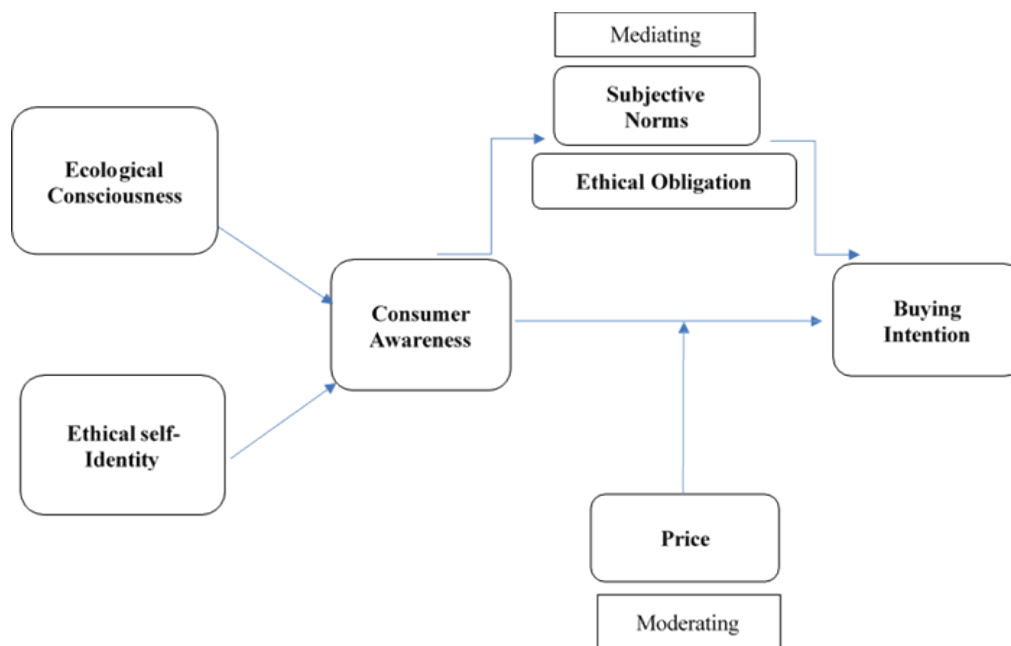 Mediating
Subjective
Norms
Ethical Obligation
Ecological
Consciousness
Consumer
Awareness
Buying
Intention
Ethical self-
Identity
Price
Moderating